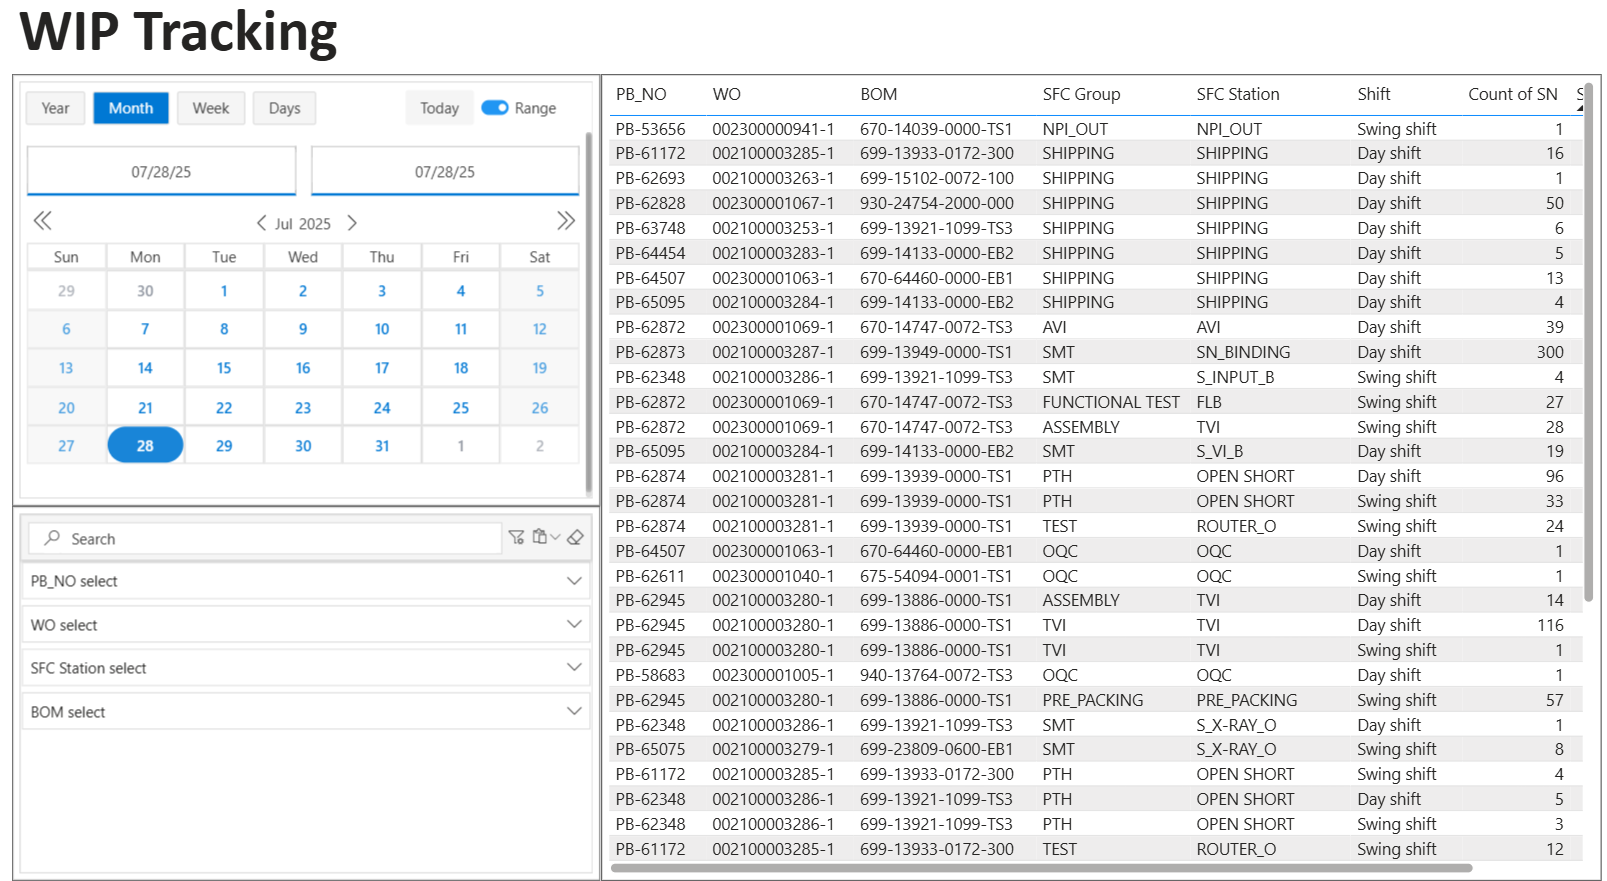 WIP Tracking
Year Month Week Days Today Range
07/28/25 07/28/25
Jul 2025
Sun Mon Tue Wed Thu Fri Sat
29 30 1 2 3 4 5
6 7 8 9 10 11 12
13 14 15 16 17 18 19
20 21 22 23 24 25 26
27 28 29 30 31 1 2
Search
PB_NO select
WO select
SFC Station select
BOM select
PB_NO WO BOM SFC Group SFC Station Shift Count of SN S
PB-53656 002300000941-1 670-14039-0000-TS1 NPI_OUT NPI_OUT Swing shift 1
PB-61172 002100003285-1 699-13933-0172-300 SHIPPING SHIPPING Day shift 16
PB-62693 002100003263-1 699-15102-0072-100 SHIPPING SHIPPING Day shift 1
PB-62828 002300001067-1 930-24754-2000-000 SHIPPING SHIPPING Day shift 50
PB-63748 002100003253-1 699-13921-1099-TS3 SHIPPING SHIPPING Day shift 6
PB-64454 002100003283-1 699-14133-0000-EB2 SHIPPING SHIPPING Day shift 5
PB-64507 002300001063-1 670-64460-0000-EB1 SHIPPING SHIPPING Day shift 13
PB-65095 002100003284-1 699-14133-0000-EB2 SHIPPING SHIPPING Day shift 4
PB-62872 002300001069-1 670-14747-0072-TS3 AVI AVI Day shift 39
PB-62873 002100003287-1 699-13949-0000-TS1 SMT SN_BINDING Day shift 300
PB-62348 002100003286-1 699-13921-1099-TS3 SMT S_INPUT_B Swing shift 4
PB-62872 002300001069-1 670-14747-0072-TS3 FUNCTIONAL TEST FLB Swing shift 27
PB-62872 002300001069-1 670-14747-0072-TS3 ASSEMBLY TVI Swing shift 28
PB-65095 002100003284-1 699-14133-0000-EB2 SMT S_VI_B Day shift 19
PB-62874 002100003281-1 699-13939-0000-TS1 PTH OPEN SHORT Day shift 96
PB-62874 002100003281-1 699-13939-0000-TS1 PTH OPEN SHORT Swing shift 33
PB-62874 002100003281-1 699-13939-0000-TS1 TEST ROUTER_O Swing shift 24
PB-64507 002300001063-1 670-64460-0000-EB1 OQC OQC Day shift 1
PB-62611 002300001040-1 675-54094-0001-TS1 OQC OQC Swing shift 1
PB-62945 002100003280-1 699-13886-0000-TS1 ASSEMBLY TVI Day shift 14
PB-62945 002100003280-1 699-13886-0000-TS1 TVI TVI Day shift 116
PB-62945 002100003280-1 699-13886-0000-TS1 TVI TVI Swing shift 1
PB-58683 002300001005-1 940-13764-0072-TS3 OQC OQC Day shift 1
PB-62945 002100003280-1 699-13886-0000-TS1 PRE_PACKING PRE_PACKING Swing shift 57
PB-62348 002100003286-1 699-13921-1099-TS3 SMT S_X-RAY_O Day shift 1
PB-65075 002100003279-1 699-23809-0600-EB1 SMT S_X-RAY_O Swing shift 8
PB-61172 002100003285-1 699-13933-0172-300 PTH OPEN SHORT Swing shift 4
PB-62348 002100003286-1 699-13921-1099-TS3 PTH OPEN SHORT Day shift 5
PB-62348 002100003286-1 699-13921-1099-TS3 PTH OPEN SHORT Swing shift 3
PB-61172 002100003285-1 699-13933-0172-300 TEST ROUTER_O Swing shift 12